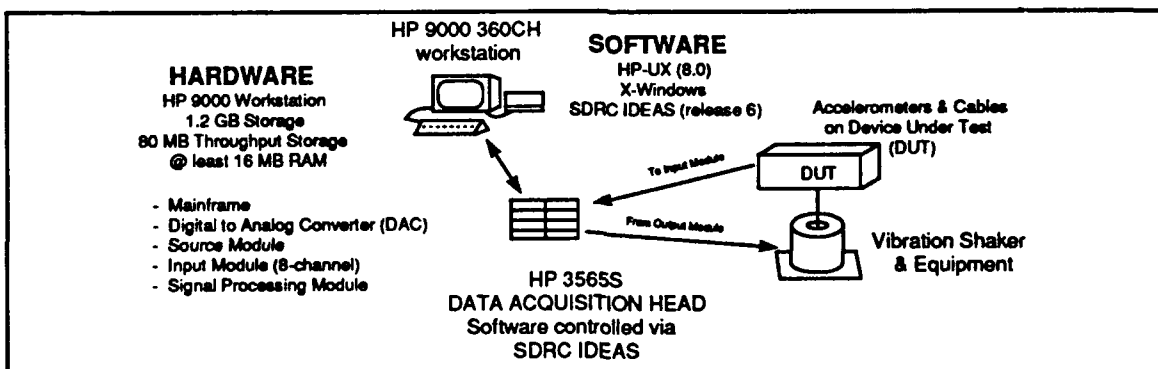 HP 9000 360CH
workstation
HARDWARE
HP 9000 Workstation
1.2 GB Storage
80 MB Throughput Storage
@ least 16 MB RAM
- Mainframe
- Digital to Analog Converter (DAC)
- Source Module
- Input Module (8-channel)
- Signal Processing Module
SOFTWARE
HP-UX (8.0)
X-Windows
SDRC IDEAS (release 6)
Accelerometers & Cables
on Device Under Test
(DUT)
To Input Module
DUT
From Output Module
Vibration Shaker
& Equipment
HP 3565S
DATA ACQUISITION HEAD
Software controlled via
SDRC IDEAS